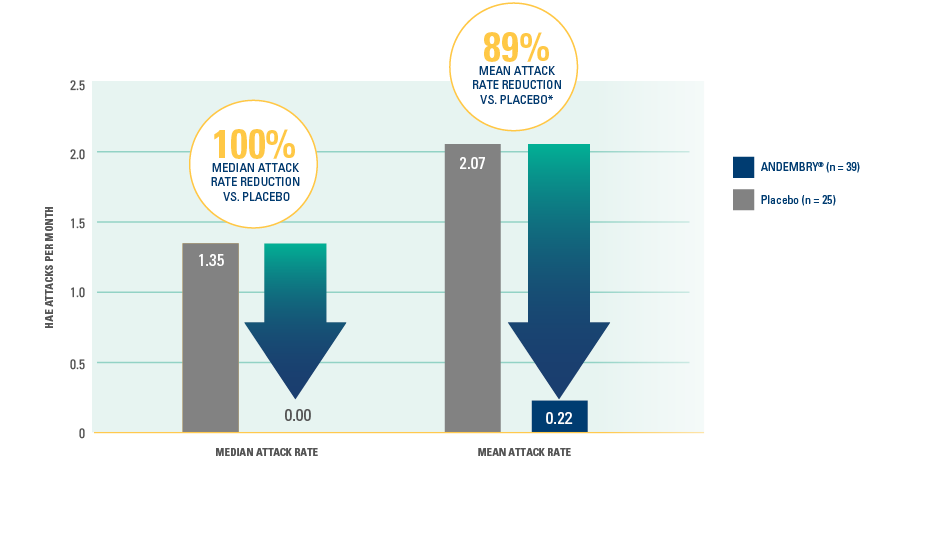 89%
MEAN ATTACK
RATE REDUCTION
VS. PLACEBO*
100%
MEDIAN ATTACK
RATE REDUCTION
VS. PLACEBO
HAE ATTACKS PER MONTH
2.5
2.0
1.5
1.0
0.5
0
1.35
0.00
2.07
0.22
MEDIAN ATTACK RATE
MEAN ATTACK RATE
ANDEMBRY® (n = 39)
Placebo (n = 25)